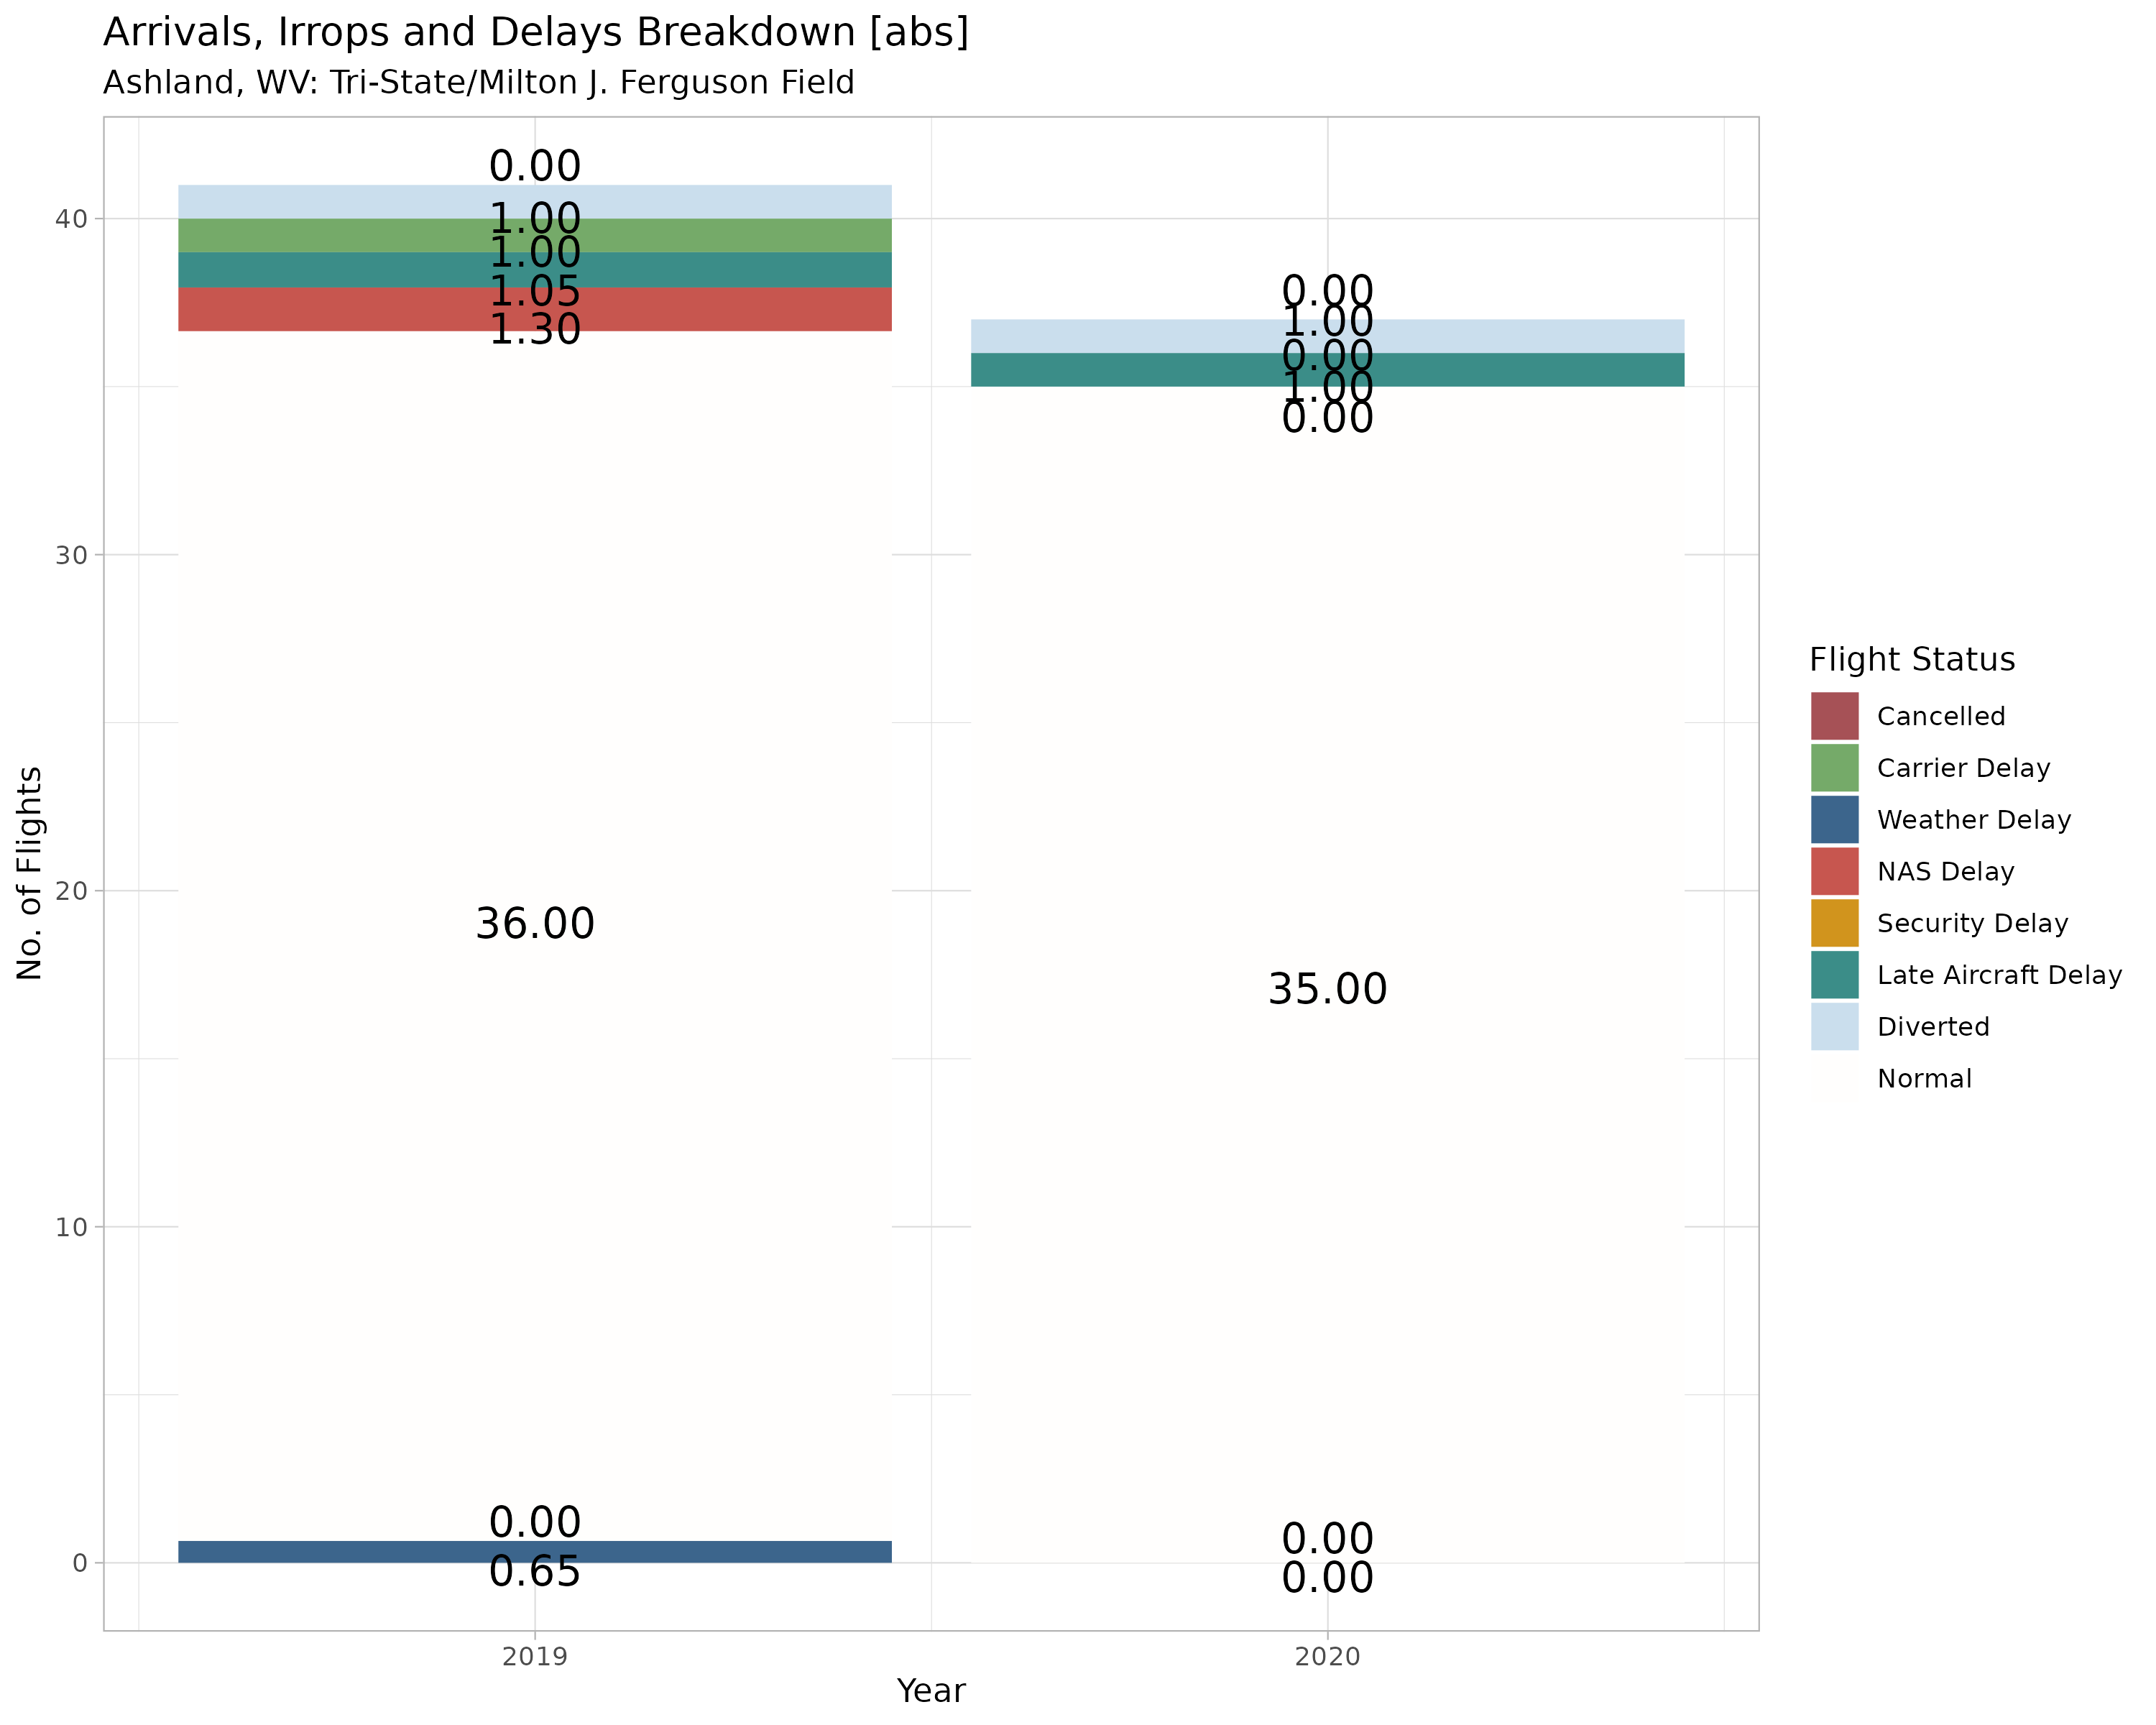 Arrivals, Irrops and Delays Breakdown [abs]
Ashland, WV: Tri-State/Milton J. Ferguson Field
No. of Flights
40
30
20
10
0
0.00
1.00
1.00
1.05
1.30
36.00
0.00
0.65
0.00
1.00
0.00
1.00
0.00
35.00
0.00
0.00
2019
2020
Year
Flight Status
Cancelled
Carrier Delay
Weather Delay
NAS Delay
Security Delay
Late Aircraft Delay
Diverted
Normal